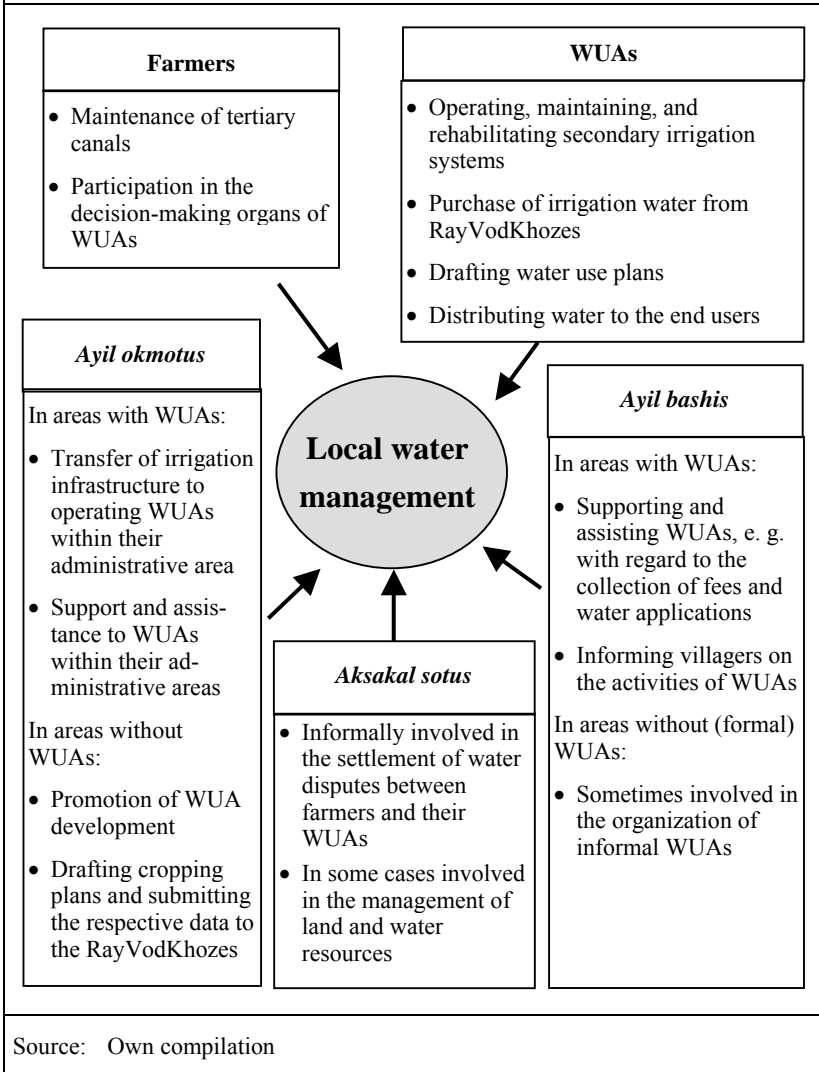 Farmers
• Maintenance of tertiary
canals
• Participation in the
decision-making organs of
WUAs
WUAs
• Operating, maintaining, and
rehabilitating secondary irrigation
systems
• Purchase of irrigation water from
RayVodKhozes
• Drafting water use plans
• Distributing water to the end users
Ayil okmotus
In areas with WUAs:
• Transfer of irrigation
infrastructure to
operating WUAs
within their
administrative area
• Support and assis-
tance to WUAs
within their ad-
ministrative areas
In areas without
WUAs:
• Promotion of WUA
development
• Drafting cropping
plans and submitting
the respective data to
the RayVodKhozes
Local water
management
Aksakal sotus
• Informally involved in
the settlement of water
disputes between
farmers and their
WUAs
• In some cases involved
in the management of
land and water
resources
Ayil bashis
In areas with WUAs:
• Supporting and
assisting WUAs, e. g.
with regard to the
collection of fees and
water applications
• Informing villagers on
the activities of WUAs
In areas without (formal)
WUAs:
• Sometimes involved in
the organization of
informal WUAs
Source: Own compilation